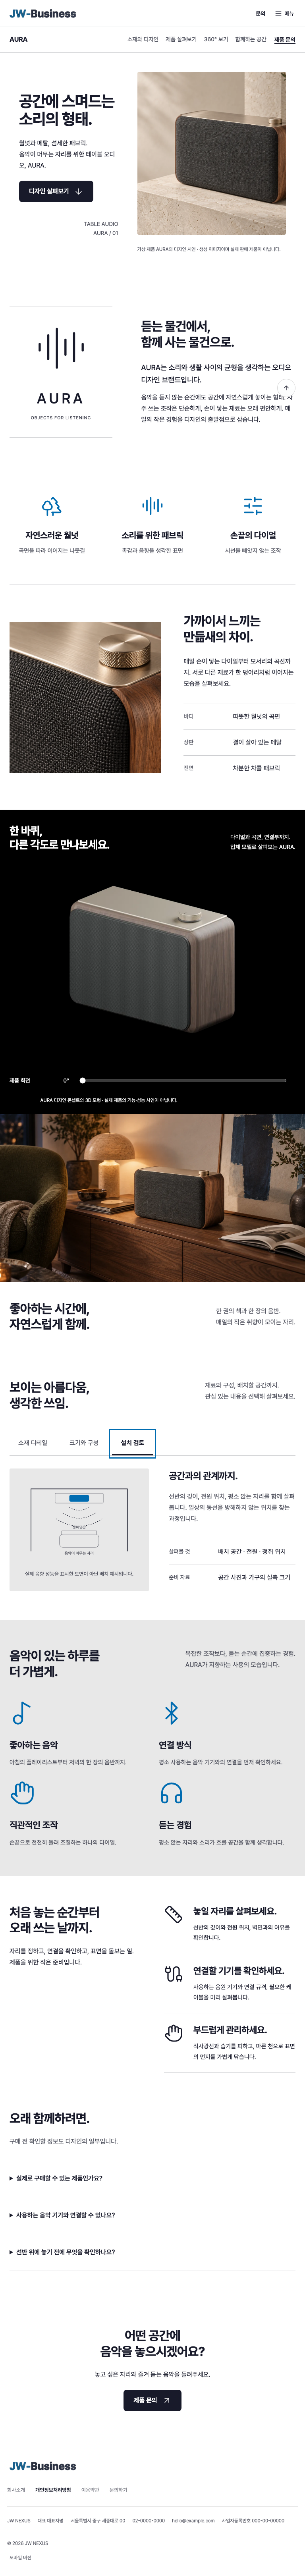 JW-Business
문의
메뉴
AURA
소재와 디자인
제품 살펴보기
360° 보기
함께하는 공간
제품 문의
공간에 스며드는
소리의 형태.
월넛과 메탈, 섬세한 패브릭.
음악이 머무는 자리를 위한 테이블 오디
오, AURA.
디자인 살펴보기
TABLE AUDIO
AURA / 01
가상 제품 AURA의 디자인 시연 · 생성 이미지이며 실제 판매 제품이 아닙니다.
AURA
OBJECTS FOR LISTENING
듣는 물건에서,
함께 사는 물건으로.
AURA는 소리와 생활 사이의 균형을 생각하는 오디오
디자인 브랜드입니다.
음악을 듣지 않는 순간에도 공간에 자연스럽게 놓이는 형태. 자
주 쓰는 조작은 단순하게, 손이 닿는 재료는 오래 편안하게. 매
일의 작은 경험을 디자인의 출발점으로 삼습니다.
자연스러운 월넛
곡면을 따라 이어지는 나뭇결
소리를 위한 패브릭
촉감과 음향을 생각한 표면
손끝의 다이얼
시선을 빼앗지 않는 조작
가까이서 느끼는
만듦새의 차이.
매일 손이 닿는 다이얼부터 모서리의 곡선까
지. 서로 다른 재료가 한 덩어리처럼 이어지는
모습을 살펴보세요.
바디
따뜻한 월넛의 곡면
상판
결이 살아 있는 메탈
전면
차분한 차콜 패브릭
한 바퀴,
다른 각도로 만나보세요.
다이얼과 곡면, 연결부까지.
입체 모델로 살펴보는 AURA.
제품 회전
0°
AURA 디자인 콘셉트의 3D 모형 · 실제 제품의 기능·성능 시연이 아닙니다.
좋아하는 시간에,
자연스럽게 함께.
한 권의 책과 한 장의 음반.
매일의 작은 취향이 모이는 자리.
보이는 아름다움,
생각한 쓰임.
재료와 구성, 배치할 공간까지.
관심 있는 내용을 선택해 살펴보세요.
소재 디테일
크기와 구성
설치 검토
음악이 머무는 자리
실제 음향 성능을 표시한 도면이 아닌 배치 예시입니다.
공간과의 관계까지.
선반의 깊이, 전원 위치, 평소 앉는 자리를 함께 살펴
봅니다. 일상의 동선을 방해하지 않는 위치를 찾는
과정입니다.
살펴볼 것
배치 공간 · 전원 · 청취 위치
준비 자료
공간 사진과 가구의 실측 크기
음악이 있는 하루를
더 가볍게.
복잡한 조작보다, 듣는 순간에 집중하는 경험.
AURA가 지향하는 사용의 모습입니다.
좋아하는 음악
아침의 플레이리스트부터 저녁의 한 장의 음반까지.
연결 방식
평소 사용하는 음악 기기와의 연결을 먼저 확인하세요.
직관적인 조작
손끝으로 천천히 돌려 조절하는 하나의 다이얼.
듣는 경험
평소 앉는 자리와 소리가 흐를 공간을 함께 생각합니다.
처음 놓는 순간부터
오래 쓰는 날까지.
자리를 정하고, 연결을 확인하고, 표면을 돌보는 일.
제품을 위한 작은 준비입니다.
놓일 자리를 살펴보세요.
선반의 깊이와 전원 위치, 벽면과의 여유를
확인합니다.
연결할 기기를 확인하세요.
사용하는 음원 기기와 연결 규격, 필요한 케
이블을 미리 살펴봅니다.
부드럽게 관리하세요.
직사광선과 습기를 피하고, 마른 천으로 표면
의 먼지를 가볍게 닦습니다.
오래 함께하려면.
구매 전 확인할 정보도 디자인의 일부입니다.
실제로 구매할 수 있는 제품인가요?
사용하는 음악 기기와 연결할 수 있나요?
선반 위에 놓기 전에 무엇을 확인하나요?
어떤 공간에
음악을 놓으시겠어요?
놓고 싶은 자리와 즐겨 듣는 음악을 들려주세요.
제품 문의
JW-Business
회사소개
개인정보처리방침
이용약관
문의하기
JW NEXUS
대표 대표자명
서울특별시 중구 세종대로 00
02-0000-0000
hello@example.com
사업자등록번호 000-00-00000
© 2026 JW NEXUS
모바일 버전